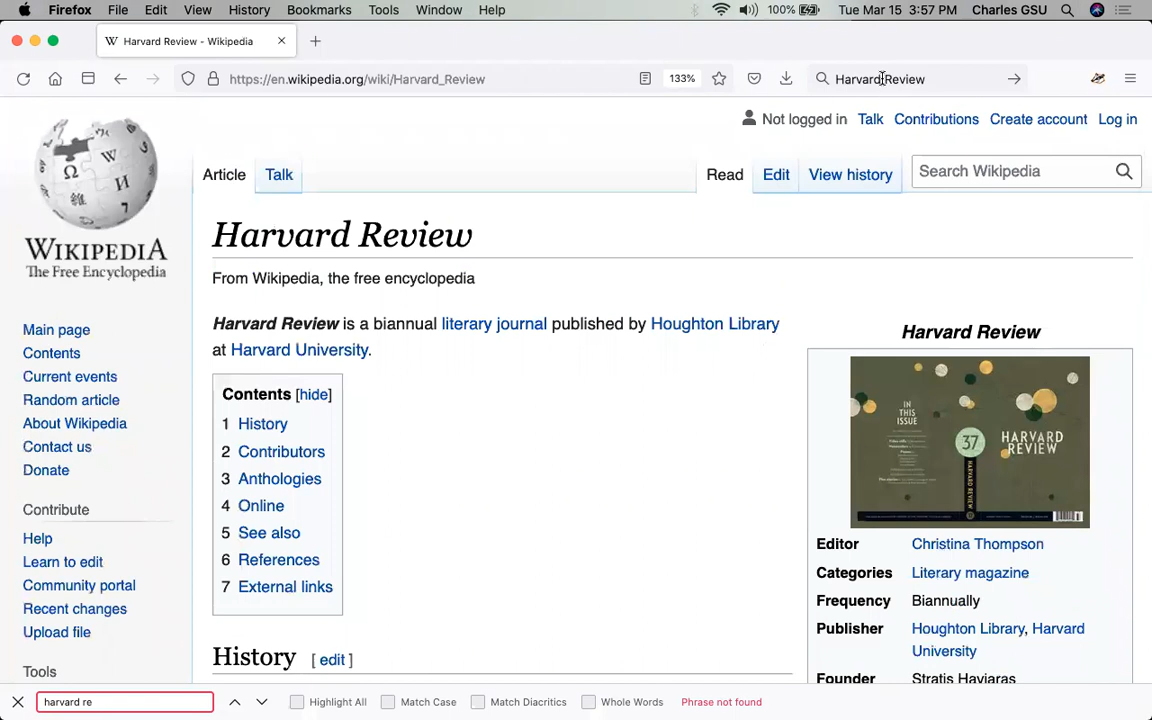 Firefox File Edit View History Bookmarks Tools Window Help 100% Tue Mar 15 3:57 PM Charles GSU
W Harvard Review - Wikipedia
https://en.wikipedia.org/wiki/Harvard_Review 133% Harvard Review
Not logged in Talk Contributions Create account Log in
Article Talk Read Edit View history Search Wikipedia
WIKIPEDIA
The Free Encyclopedia
Main page
Contents
Current events
Random article
About Wikipedia
Contact us
Donate
Contribute
Help
Learn to edit
Community portal
Recent changes
Upload file
Tools
Harvard Review
From Wikipedia, the free encyclopedia
Harvard Review is a biannual literary journal published by Houghton Library
at Harvard University.
Contents [hide]
1 History
2 Contributors
3 Anthologies
4 Online
5 See also
6 References
7 External links
History [ edit ]
Harvard Review
IN
THIS
ISSUE
37
HARVARD REVIEW
HARVARD
REVIEW
Editor Christina Thompson
Categories Literary magazine
Frequency Biannually
Publisher Houghton Library, Harvard
University
Founder Stratis Haviaras
harvard re Highlight All Match Case Match Diacritics Whole Words Phrase not found